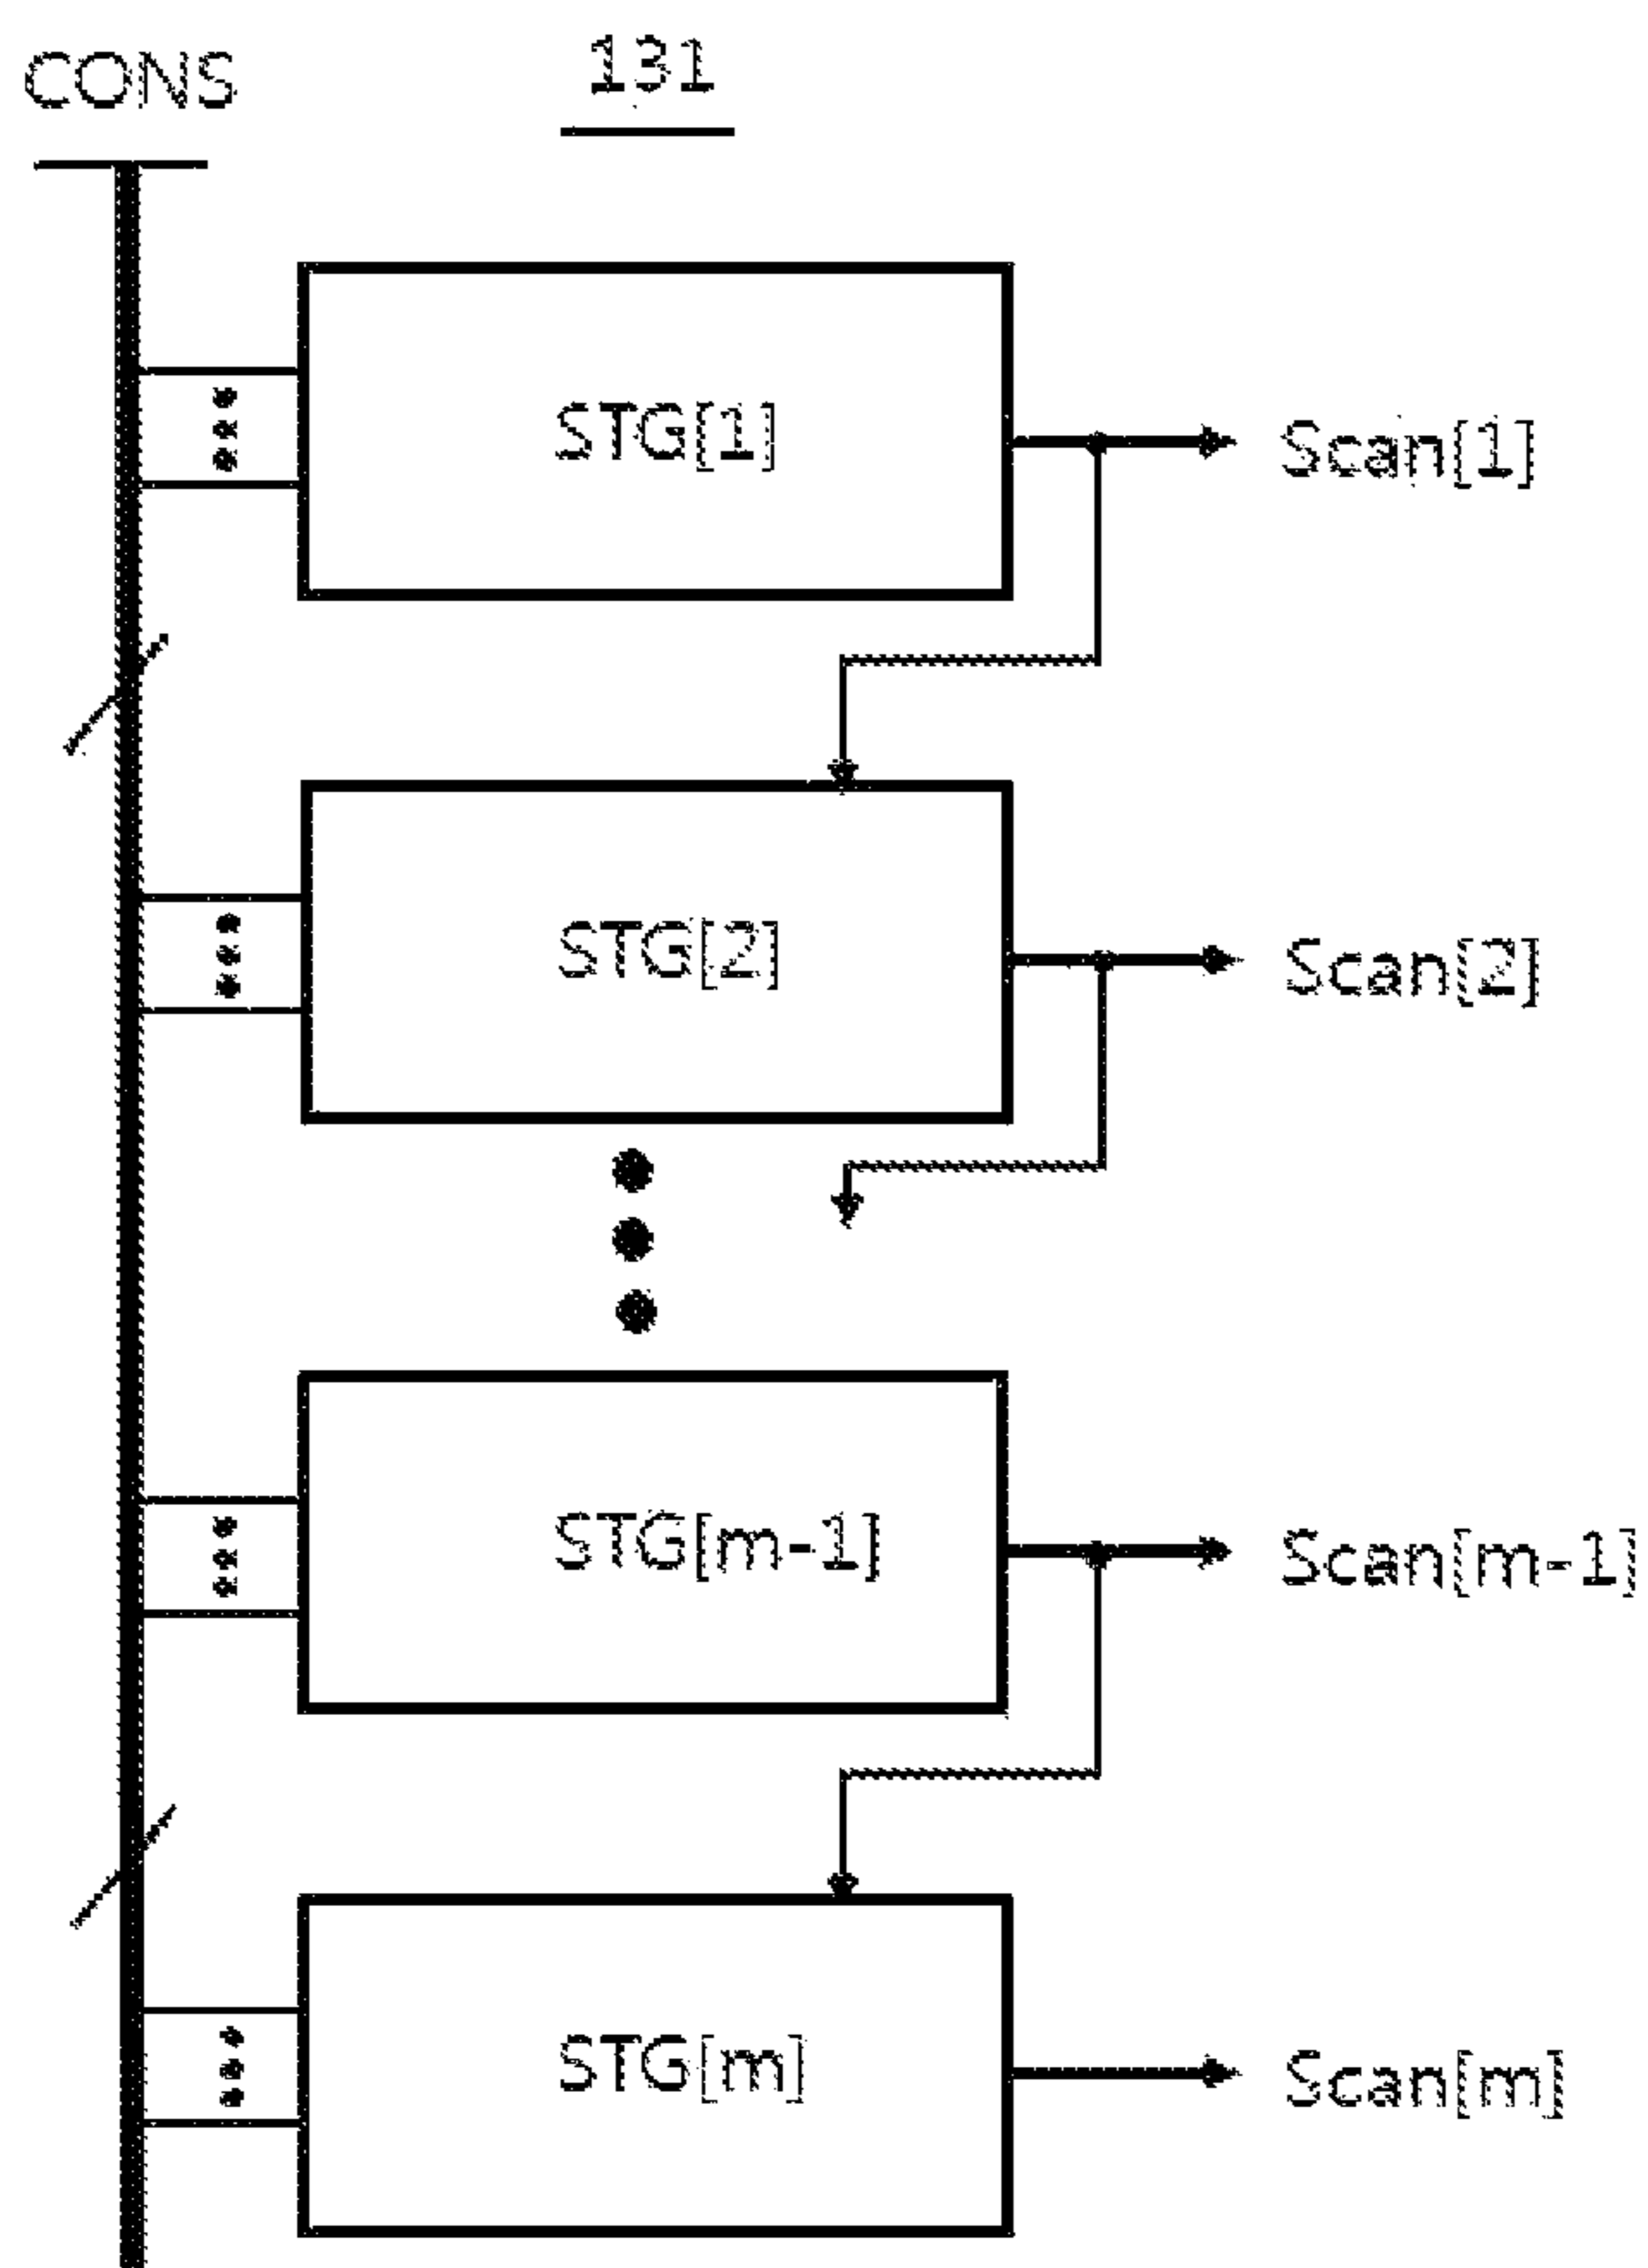 CONS
131
STG[1]
Scan[1]
STG[2]
Scan[2]
STG[m-1]
Scan[m-1]
STG[m]
Scan[m]